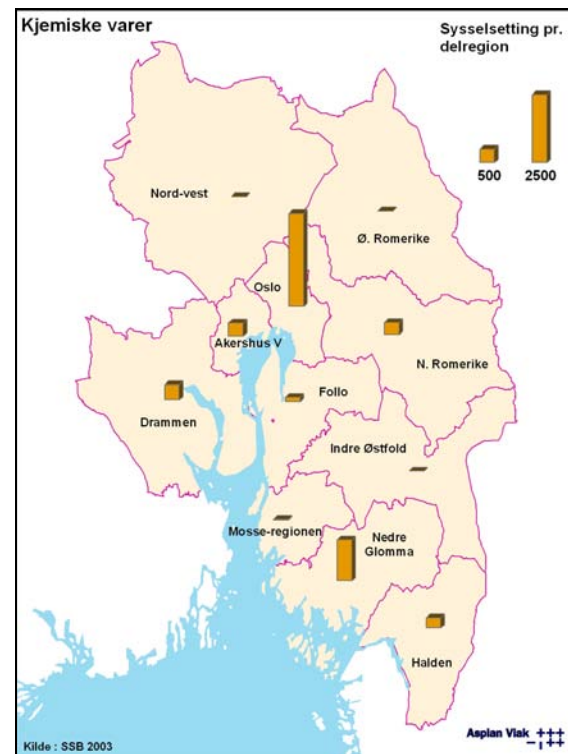 Kjemiske varer
Sysselsetting pr.
delregion
500 2500
Nord-vest
Ø. Romerike
Oslo
Akershus V
N. Romerike
Drammen
Follo
Indre Østfold
Mosse-regionen
Nedre
Glomma
Halden
Kilde : SSB 2003
Asplan Viak